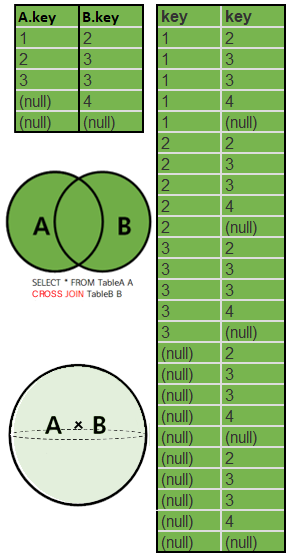 A.key B.key
1 2
2 3
3 3
(null) 4
(null) (null)
A B
SELECT * FROM TableA A
CROSS JOIN TableB B
A × B
key key
1 2
1 3
1 3
1 4
1 (null)
2 2
2 3
2 3
2 4
2 (null)
3 2
3 3
3 3
3 4
3 (null)
(null) 2
(null) 3
(null) 3
(null) 4
(null) (null)
(null) 2
(null) 3
(null) 3
(null) 4
(null) (null)